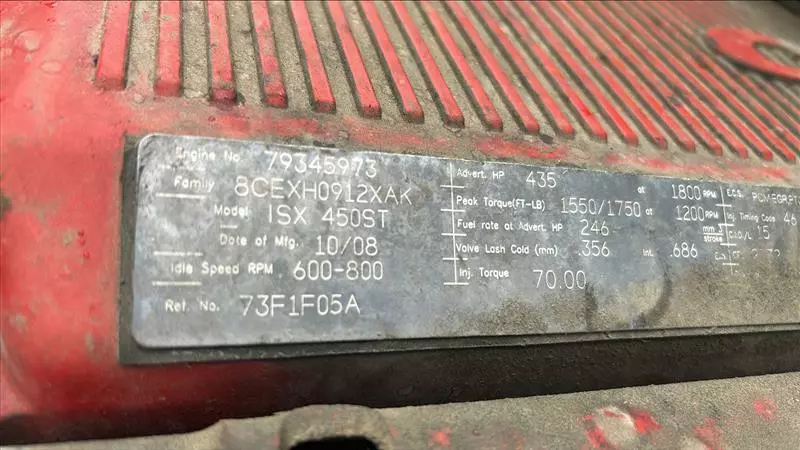 Engine No. 79345973
Family 8CEXH0912XAK
Model ISX 450ST
Date of Mfg. 10/08
Idle Speed RPM 600-800
Ref. No. 73F1F05A
Advert. HP 435 at 1800 RPM
Peak Torque(FT-LB) 1550/1750 at 1200 RPM
Fuel rate at Advert. HP 246 mm3 stroke
Valve Lash Cold (mm) .356 Int. .686
Inj. Torque 70.00
E.C.S.
Inj. Timing Code 46
15